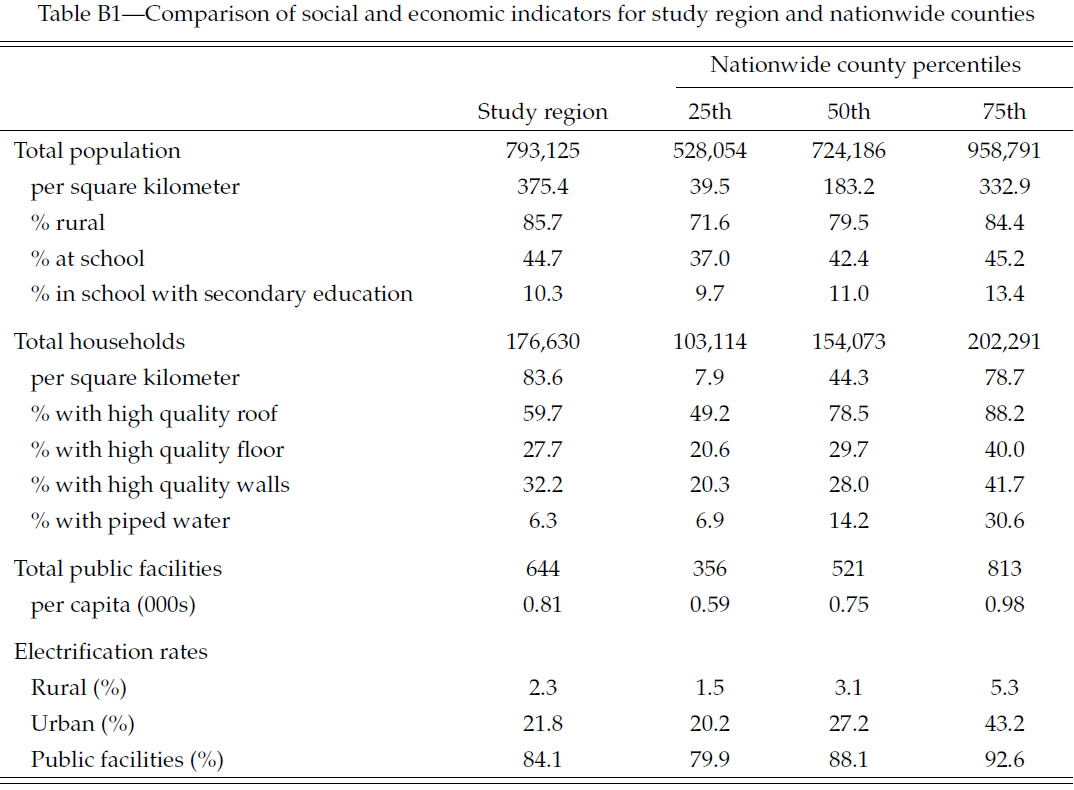 Table B1—Comparison of social and economic indicators for study region and nationwide counties
Nationwide county percentiles
Study region 25th 50th 75th
Total population 793,125 528,054 724,186 958,791
per square kilometer 375.4 39.5 183.2 332.9
% rural 85.7 71.6 79.5 84.4
% at school 44.7 37.0 42.4 45.2
% in school with secondary education 10.3 9.7 11.0 13.4
Total households 176,630 103,114 154,073 202,291
per square kilometer 83.6 7.9 44.3 78.7
% with high quality roof 59.7 49.2 78.5 88.2
% with high quality floor 27.7 20.6 29.7 40.0
% with high quality walls 32.2 20.3 28.0 41.7
% with piped water 6.3 6.9 14.2 30.6
Total public facilities 644 356 521 813
per capita (000s) 0.81 0.59 0.75 0.98
Electrification rates
Rural (%) 2.3 1.5 3.1 5.3
Urban (%) 21.8 20.2 27.2 43.2
Public facilities (%) 84.1 79.9 88.1 92.6